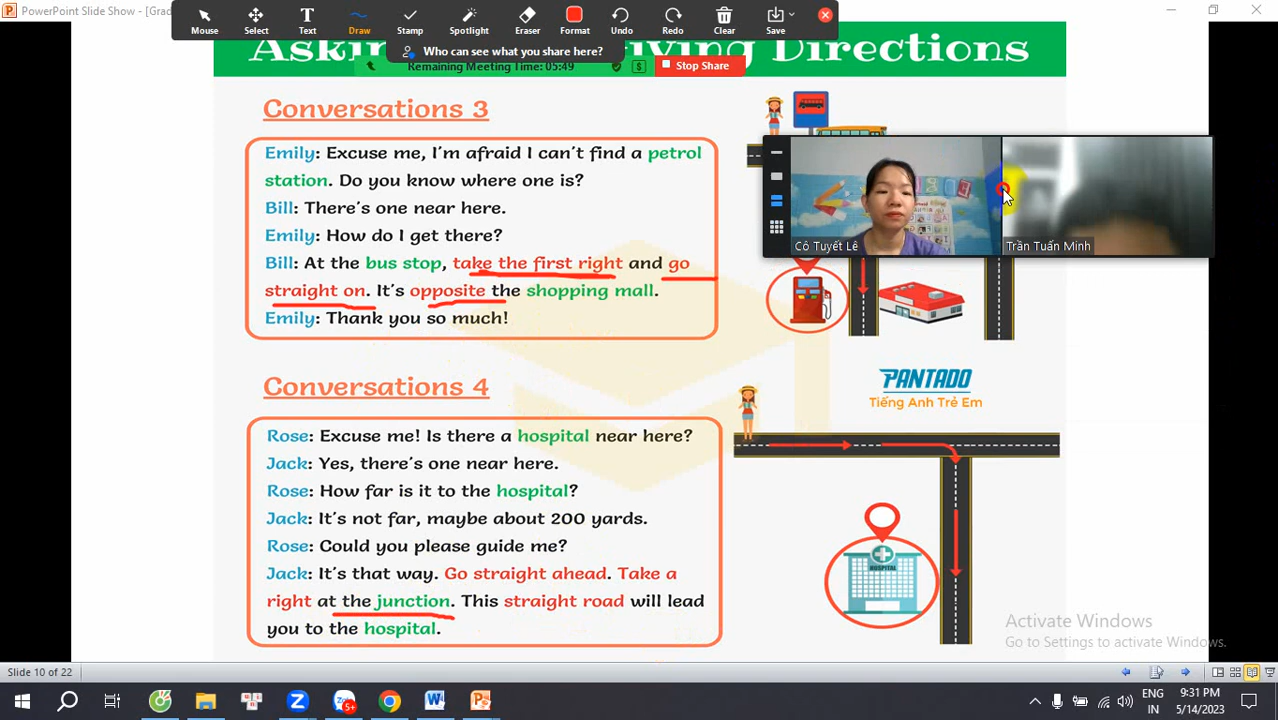 PowerPoint Slide Show - [Grad
Mouse
Select
Text
Draw
Stamp
Spotlight
Eraser
Format
Undo
Redo
Clear
Save
Who can see what you share here?
Remaining Meeting Time: 05:49
Stop Share
Giving Directions
Conversations 3
Emily: Excuse me, I'm afraid I can't find a petrol
station. Do you know where one is?
Bill: There's one near here.
Emily: How do I get there?
Bill: At the bus stop, take the first right and go
straight on. It's opposite the shopping mall.
Emily: Thank you so much!
Cô Tuyết Lê
Trần Tuấn Minh
PANTADO
Tiếng Anh Trẻ Em
Conversations 4
Rose: Excuse me! Is there a hospital near here?
Jack: Yes, there's one near here.
Rose: How far is it to the hospital?
Jack: It's not far, maybe about 200 yards.
Rose: Could you please guide me?
Jack: It's that way. Go straight ahead. Take a
right at the junction. This straight road will lead
you to the hospital.
HOSPITAL
Activate Windows
Go to Settings to activate Windows.
Slide 10 of 22
5+
ENG
IN
9:31 PM
5/14/2023